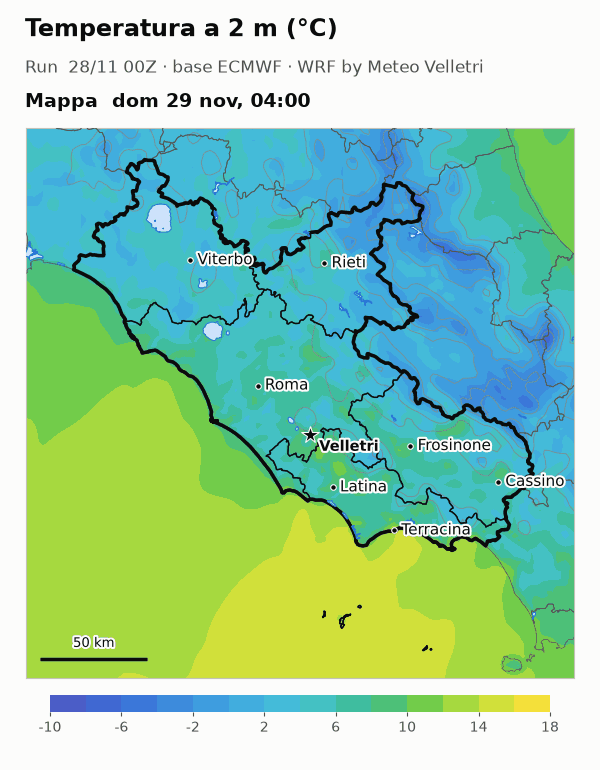 Temperatura a 2 m (°C)
Run  28/11 00Z · base ECMWF · WRF by Meteo Velletri
Mappa  dom 29 nov, 04:00
Viterbo
Rieti
Roma
Velletri
Frosinone
Cassino
Latina
Terracina
50 km
-10 -6 -2 2 6 10 14 18